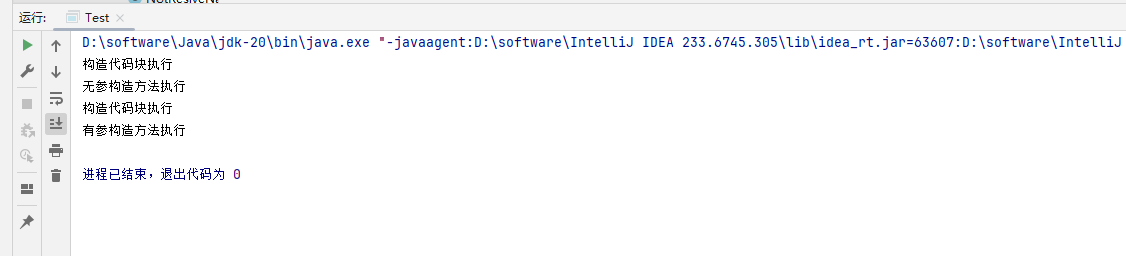 运行:
Test
D:\software\Java\jdk-20\bin\java.exe "-javaagent:D:\software\IntelliJ IDEA 233.6745.305\lib\idea_rt.jar=63607:D:\software\IntelliJ
构造代码块执行
无参构造方法执行
构造代码块执行
有参构造方法执行
进程已结束，退出代码为 0